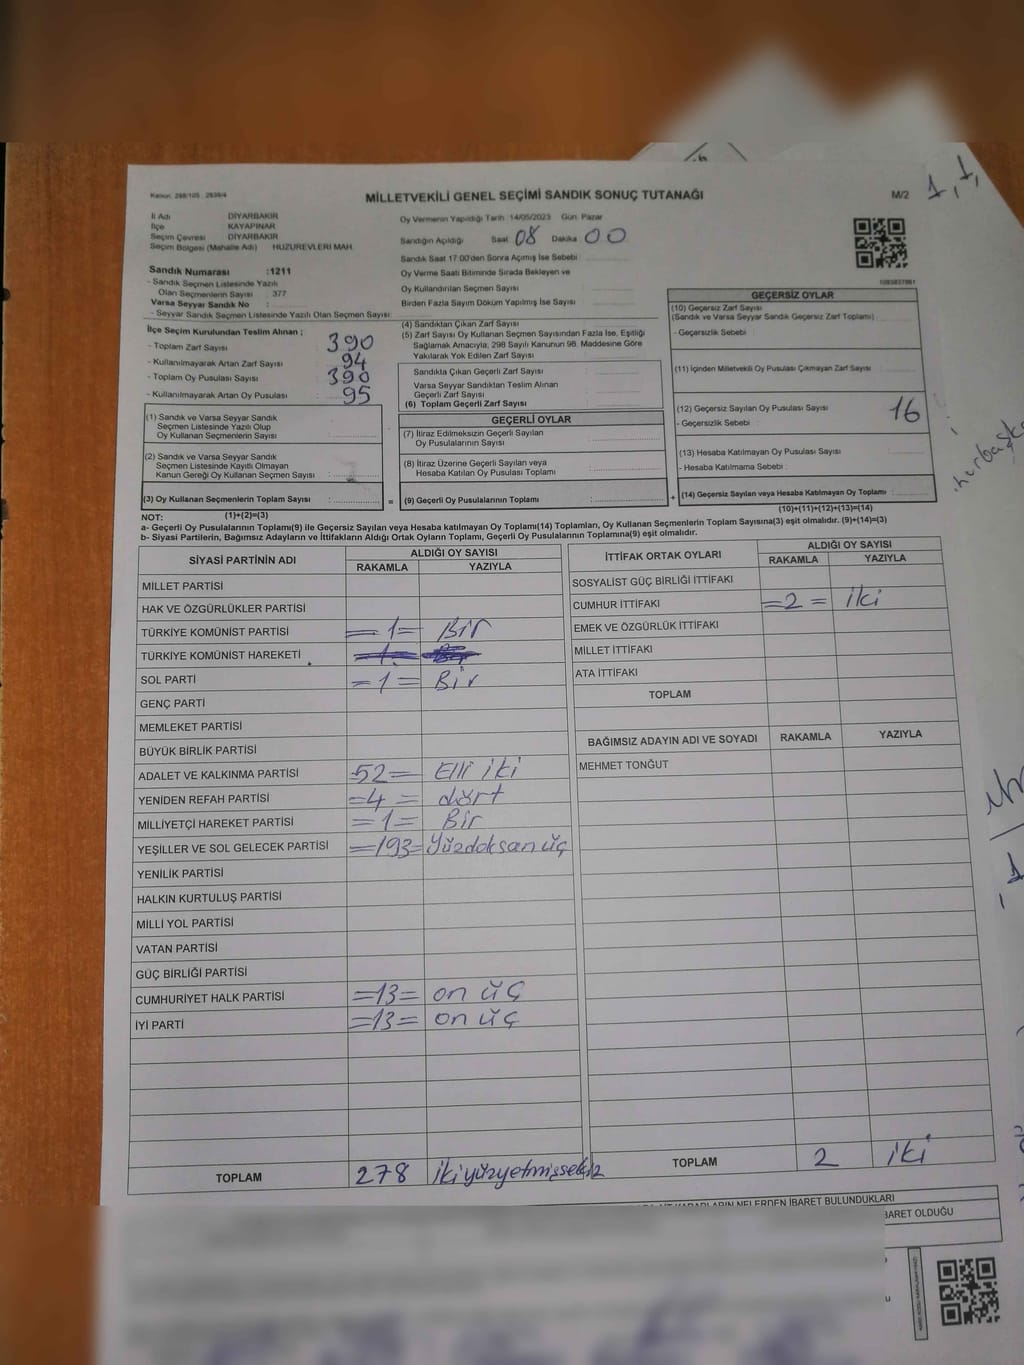 Kanun: 298/105 2839/4
MİLLETVEKİLİ GENEL SEÇİMİ SANDIK SONUÇ TUTANAĞI
M/2
1, 1,
İl Adı DİYARBAKIR
İlçe KAYAPINAR
Seçim Çevresi DİYARBAKIR
Seçim Bölgesi (Mahalle Adı) HUZUREVLERİ MAH.
Sandık Numarası :1211
- Sandık Seçmen Listesinde Yazılı
Olan Seçmenlerin Sayısı : 377
Varsa Seyyar Sandık No :
- Seyyar Sandık Seçmen Listesinde Yazılı Olan Seçmen Sayısı :
Oy Vermenin Yapıldığı Tarih 14/05/2023 Gün Pazar
Sandığın Açıldığı Saat 08 Dakika 00
Sandık Saat 17:00'den Sonra Açılmış İse Sebebi
Oy Verme Saati Bitiminde Sırada Bekleyen ve
Oy Kullandırılan Seçmen Sayısı
Birden Fazla Sayım Döküm Yapılmış İse Sayısı
İlçe Seçim Kurulundan Teslim Alınan ;
- Toplam Zarf Sayısı : 390
- Kullanılmayarak Artan Zarf Sayısı : 94
- Toplam Oy Pusulası Sayısı : 390
- Kullanılmayarak Artan Oy Pusulası : 95
(4) Sandıktan Çıkan Zarf Sayısı :
(5) Zarf Sayısı Oy Kullanan Seçmen Sayısından Fazla İse, Eşitliği
Sağlamak Amacıyla, 298 Sayılı Kanunun 98. Maddesine Göre
Yakılarak Yok Edilen Zarf Sayısı :
Sandıkta Çıkan Geçerli Zarf Sayısı :
Varsa Seyyar Sandıktan Teslim Alınan
Geçerli Zarf Sayısı :
(6) Toplam Geçerli Zarf Sayısı :
GEÇERSİZ OYLAR
(10) Geçersiz Zarf Sayısı
(Sandık ve Varsa Seyyar Sandık Geçersiz Zarf Toplamı) :
- Geçersizlik Sebebi :
(11) İçinden Milletvekili Oy Pusulası Çıkmayan Zarf Sayısı :
(12) Geçersiz Sayılan Oy Pusulası Sayısı : 16
- Geçersizlik Sebebi :
(13) Hesaba Katılmayan Oy Pusulası Sayısı :
- Hesaba Katılmama Sebebi :
(14) Geçersiz Sayılan veya Hesaba Katılmayan Oy Toplamı :
(10)+(11)+(12)+(13)=(14)
(1) Sandık ve Varsa Seyyar Sandık
Seçmen Listesinde Yazılı Olup
Oy Kullanan Seçmenlerin Sayısı :
(2) Sandık ve Varsa Seyyar Sandık
Seçmen Listesinde Kayıtlı Olmayan
Kanun Gereği Oy Kullanan Seçmen Sayısı :
(3) Oy Kullanan Seçmenlerin Toplam Sayısı :
(1)+(2)=(3)
GEÇERLİ OYLAR
(7) İtiraz Edilmeksizin Geçerli Sayılan
Oy Pusulalarının Sayısı :
(8) İtiraz Üzerine Geçerli Sayılan veya
Hesaba Katılan Oy Pusulası Toplamı :
= (9) Geçerli Oy Pusulalarının Toplamı : +
NOT:
a- Geçerli Oy Pusulalarının Toplamı(9) ile Geçersiz Sayılan veya Hesaba katılmayan Oy Toplamı(14) Toplamları, Oy Kullanan Seçmenlerin Toplam Sayısına(3) eşit olmalıdır. (9)+(14)=(3)
b- Siyasi Partilerin, Bağımsız Adayların ve İttifakların Aldığı Ortak Oyların Toplamı, Geçerli Oy Pusulalarının Toplamına(9) eşit olmalıdır.
SİYASİ PARTİNİN ADI ALDIĞI OY SAYISI
RAKAMLA YAZIYLA
MİLLET PARTİSİ
HAK VE ÖZGÜRLÜKLER PARTİSİ
TÜRKİYE KOMÜNİST PARTİSİ =1= Bir
TÜRKİYE KOMÜNİST HAREKETİ
SOL PARTİ =1= Bir
GENÇ PARTİ
MEMLEKET PARTİSİ
BÜYÜK BİRLİK PARTİSİ
ADALET VE KALKINMA PARTİSİ =52= Elli iki
YENİDEN REFAH PARTİSİ =4= dört
MİLLİYETÇİ HAREKET PARTİSİ =1= Bir
YEŞİLLER VE SOL GELECEK PARTİSİ =193= Yüzdoksan üç
YENİLİK PARTİSİ
HALKIN KURTULUŞ PARTİSİ
MİLLİ YOL PARTİSİ
VATAN PARTİSİ
GÜÇ BİRLİĞİ PARTİSİ
CUMHURİYET HALK PARTİSİ =13= on üç
İYİ PARTİ =13= on üç
TOPLAM 278 ikiyüzyetmişsekiz
İTTİFAK ORTAK OYLARI ALDIĞI OY SAYISI
RAKAMLA YAZIYLA
SOSYALİST GÜÇ BİRLİĞİ İTTİFAKI
CUMHUR İTTİFAKI =2= iki
EMEK VE ÖZGÜRLÜK İTTİFAKI
MİLLET İTTİFAKI
ATA İTTİFAKI
TOPLAM
BAĞIMSIZ ADAYIN ADI VE SOYADI RAKAMLA YAZIYLA
MEHMET TONĞUT
TOPLAM 2 iki
NELERDEN İBARET BULUNDUKLARI
BARET OLDUĞU